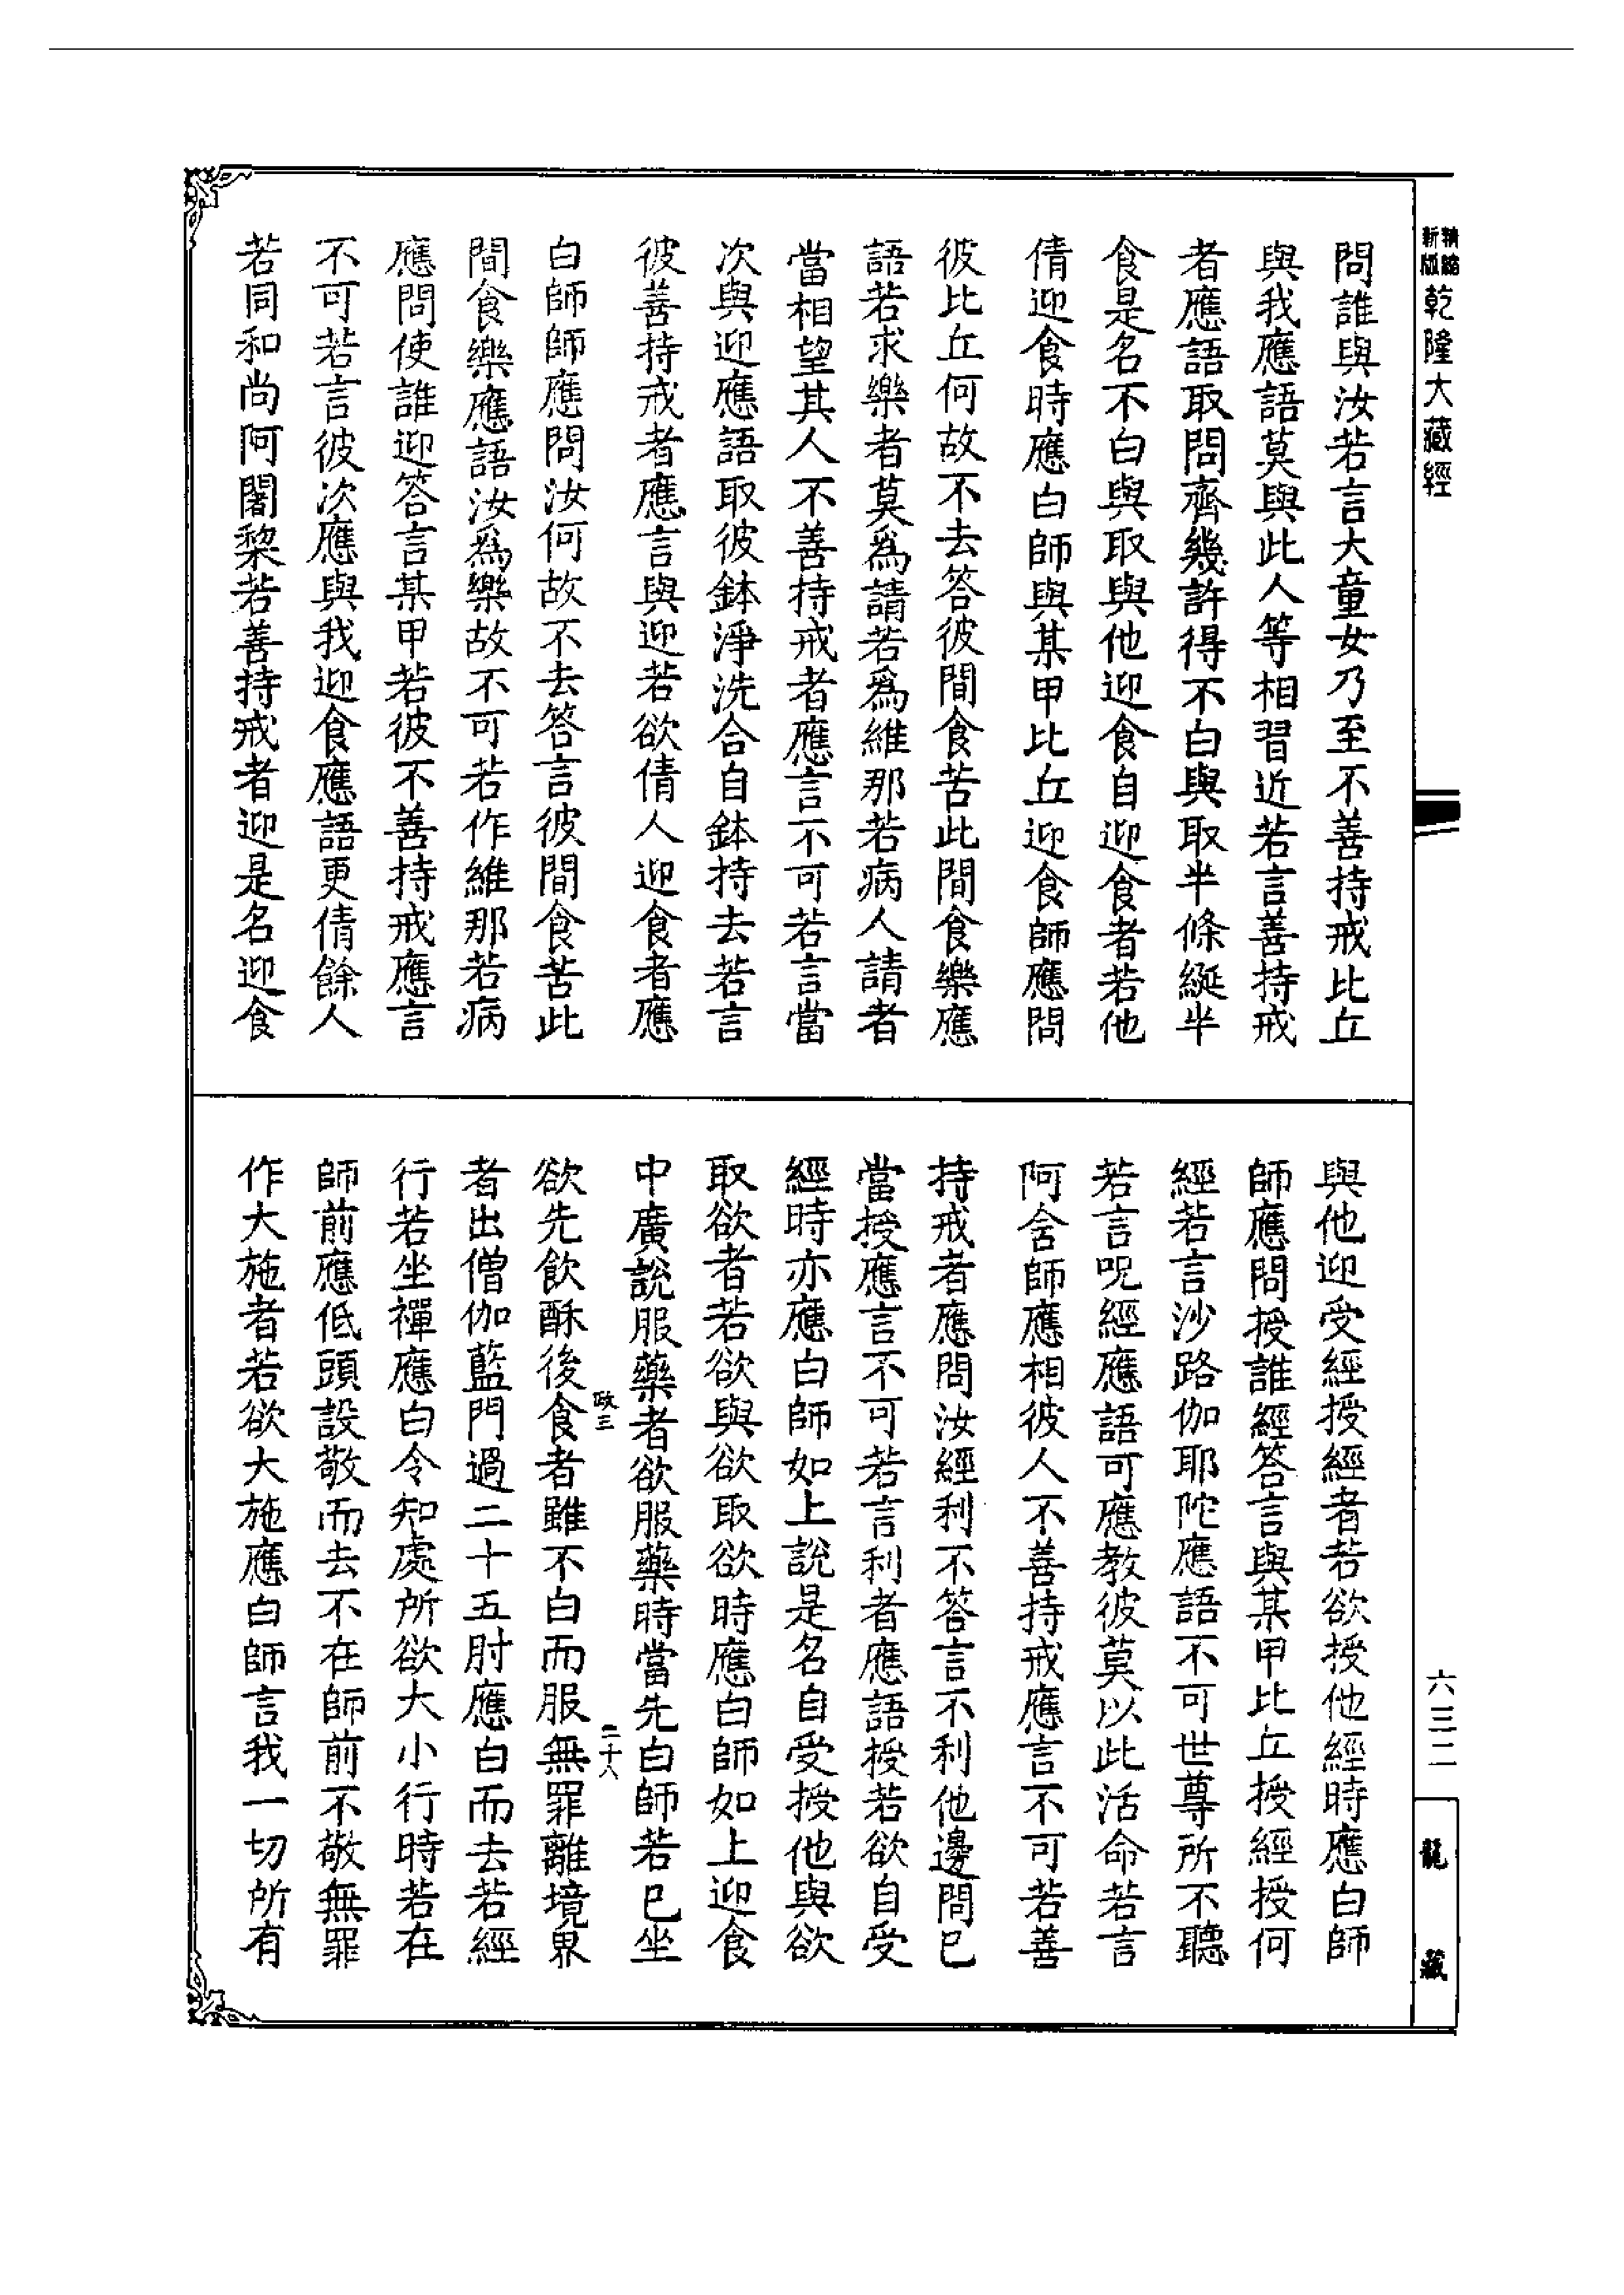 精縮
新版
乾隆大藏經
問誰與汝若言大童女乃至不善持戒比丘
與我應語莫與此人等相習近若言善持戒
者應語取問齊幾許得不白與取半條綖半
食是名不白與取與他迎食自迎食者若他
倩迎食時應白師與某甲比丘迎食師應問
彼比丘何故不去答彼間食苦此間食樂應
語若求樂者莫爲請若爲維那若病人請者
當相望其人不善持戒者應言不可若言當
次與迎應語取彼鉢淨洗合自鉢持去若言
彼善持戒者應言與迎若欲倩人迎食者應
白師師應問汝何故不去答言彼間食苦此
間食樂應語汝爲樂故不可若作維那若病
應問使誰迎答言某甲若彼不善持戒應言
不可若言彼次應與我迎食應語更倩餘人
若同和尚阿闍黎若善持戒者迎是名迎食
與他迎受經授經者若欲授他經時應白師
師應問授誰經答言與某甲比丘授經授何
經若言沙路伽耶陀應語不可世尊所不聽
若言呪經應語可應教彼莫以此活命若言
阿舍師應相彼人不善持戒應言不可若善
持戒者應問汝經利不答言不利他邊問已
當授應言不可若言利者應語授若欲自受
經時亦應白師如上說是名自受授他與欲
取欲者若欲與欲取欲時應白師如上迎食
中廣說服藥者欲服藥時當先白師若已坐
政三
二十八
欲先飲酥後食者雖不白而服無罪離境界
者出僧伽藍門過二十五肘應白而去若經
行若坐禪應白令知處所欲大小行時若在
師前應低頭設敬而去不在師前不敬無罪
作大施者若欲大施應白師言我一切所有
六三二
龍藏